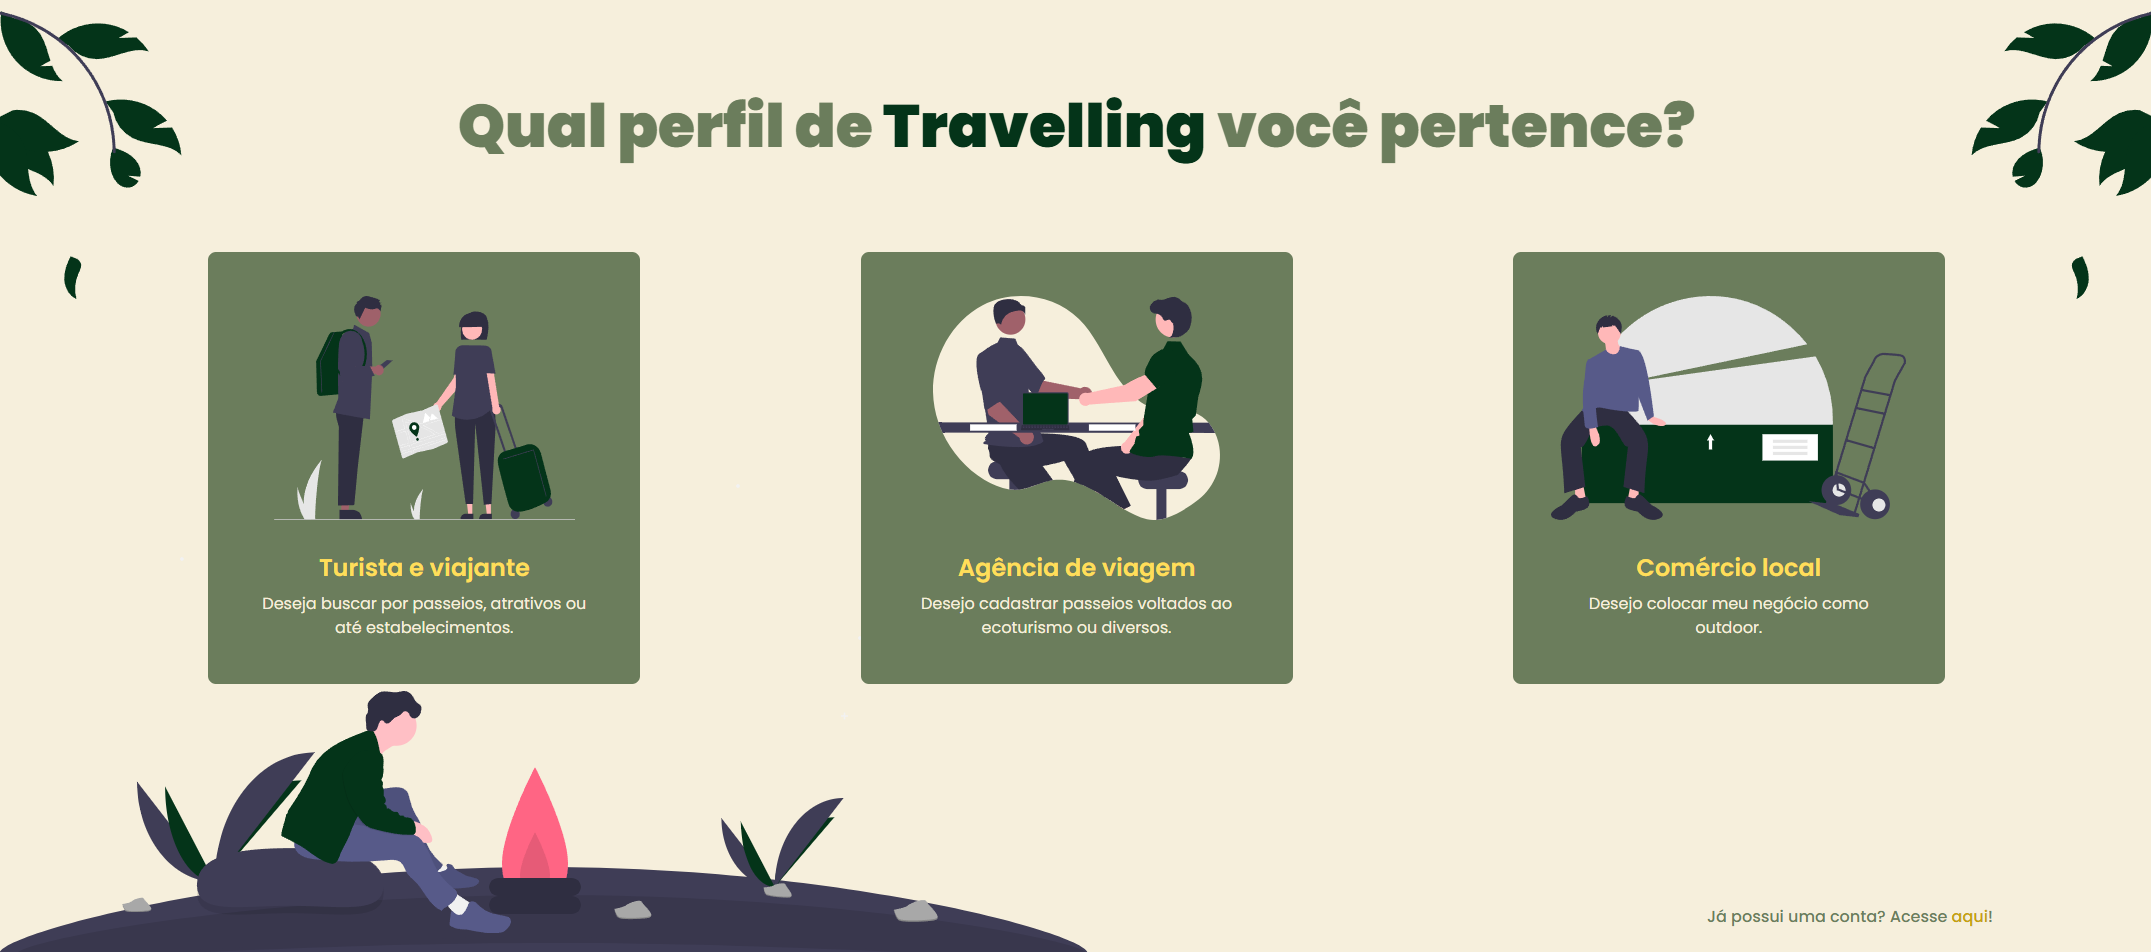 Qual perfil de Travelling você pertence?
Turista e viajante
Deseja buscar por passeios, atrativos ou
até estabelecimentos.
Agência de viagem
Desejo cadastrar passeios voltados ao
ecoturismo ou diversos.
Comércio local
Desejo colocar meu negócio como
outdoor.
Já possui uma conta? Acesse aqui!